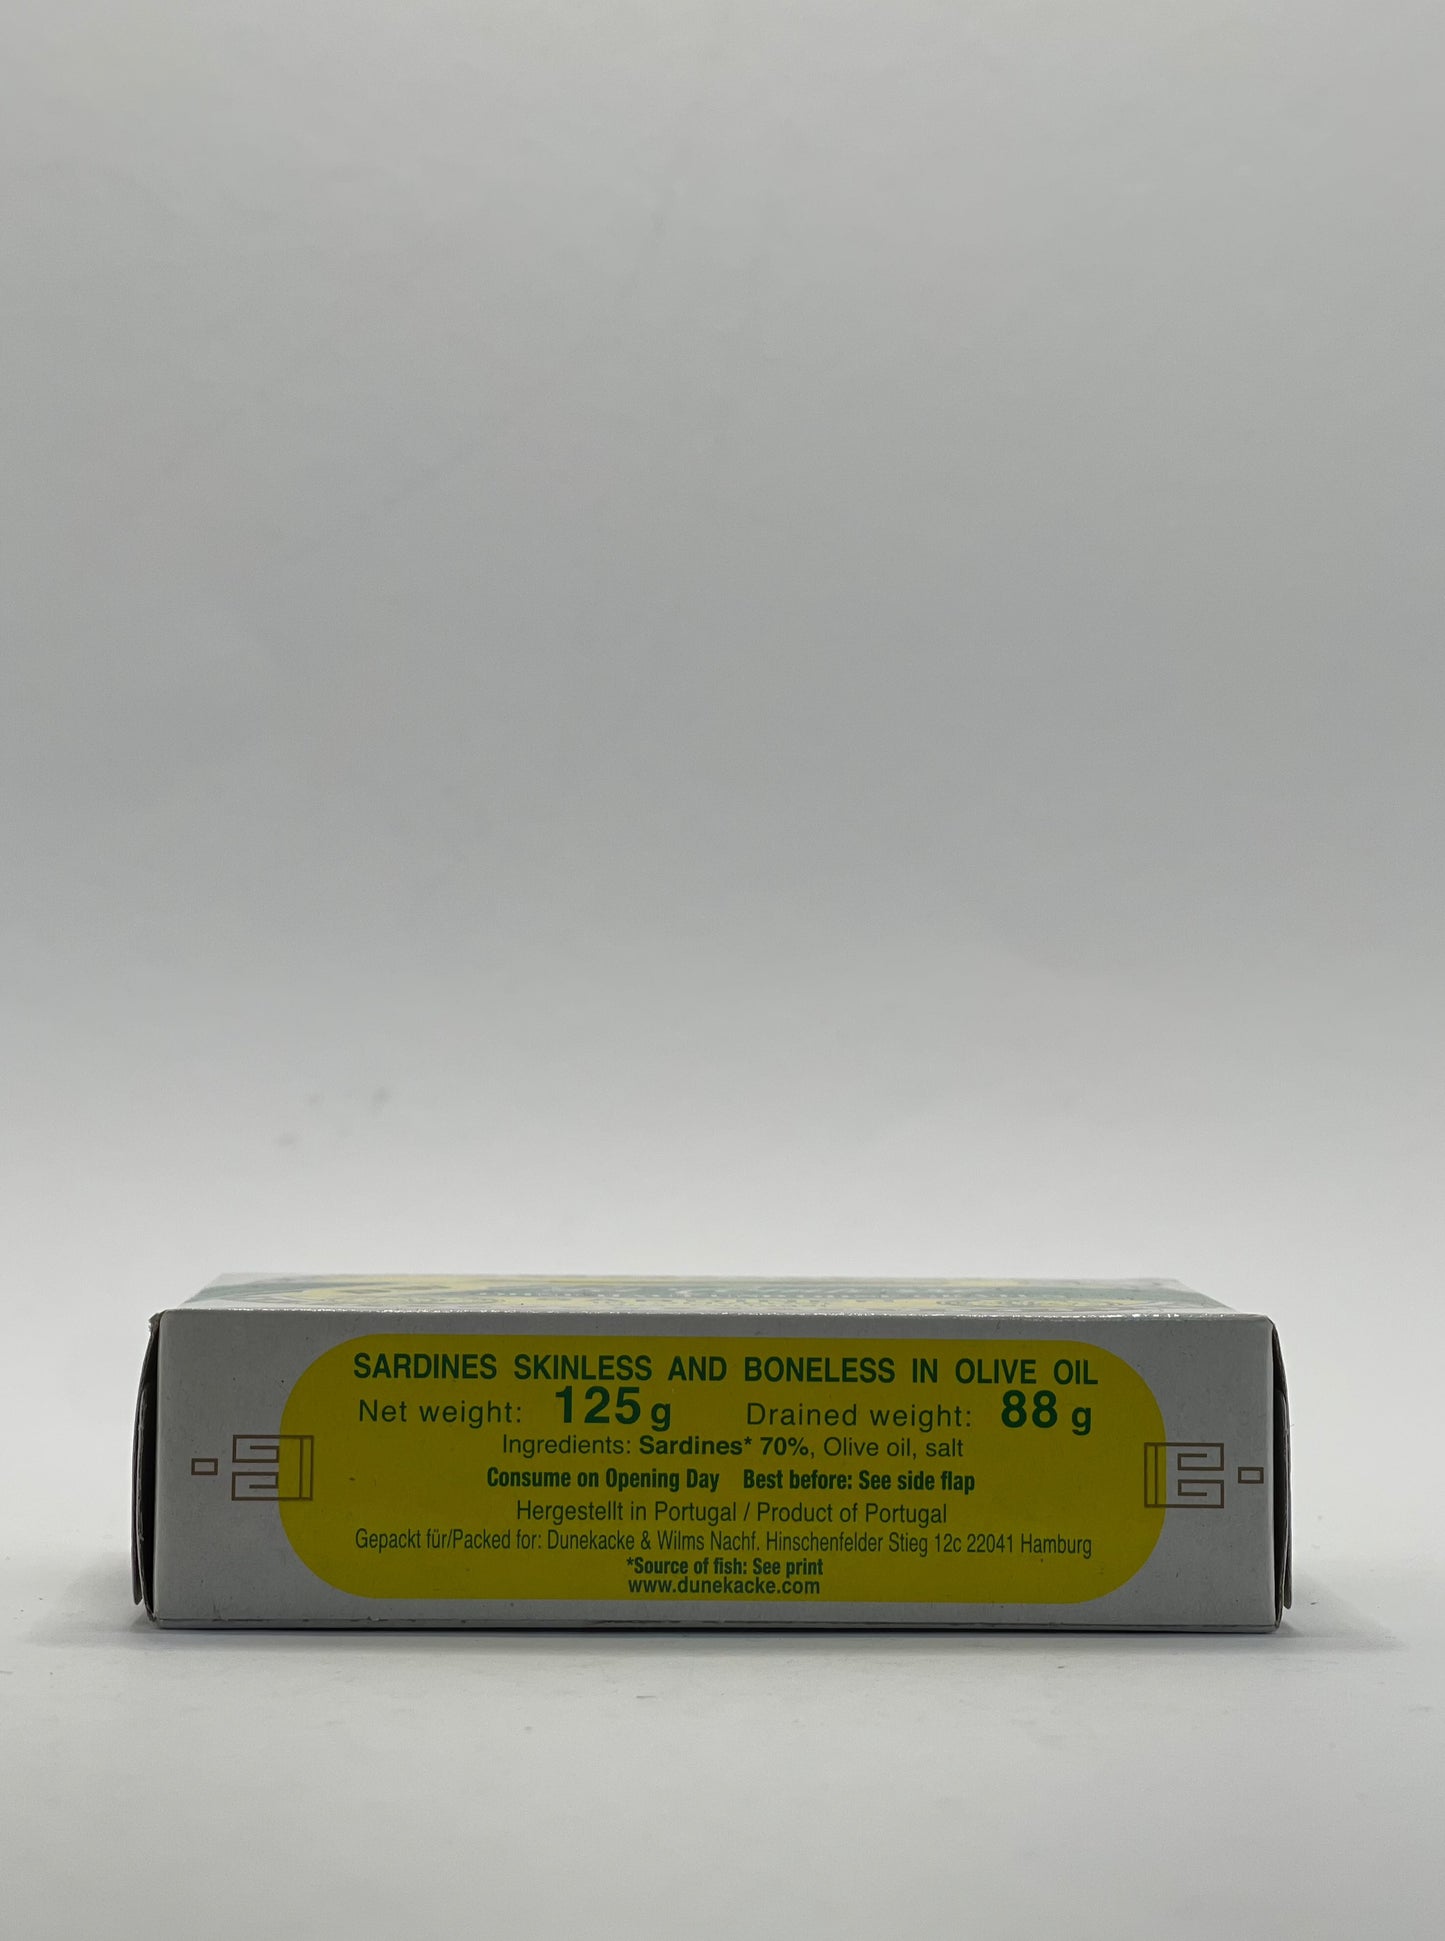 SARDINES SKINLESS AND BONELESS IN OLIVE OIL
Net weight: 125 g Drained weight: 88 g
Ingredients: Sardines* 70%, Olive oil, salt
Consume on Opening Day Best before: See side flap
Hergestellt in Portugal / Product of Portugal
Gepackt für/Packed for: Dunekacke & Wilms Nachf. Hinschenfelder Stieg 12c 22041 Hamburg
*Source of fish: See print
www.dunekacke.com